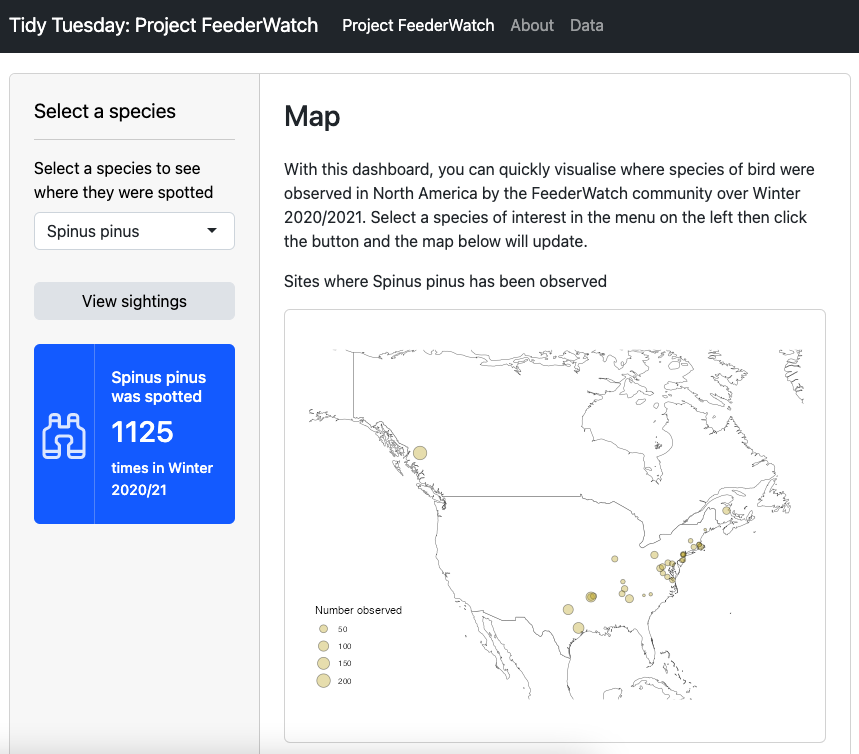 Tidy Tuesday: Project FeederWatch Project FeederWatch About Data
Select a species
Select a species to see
where they were spotted
Spinus pinus
View sightings
Spinus pinus
was spotted
1125
times in Winter
2020/21
Map
With this dashboard, you can quickly visualise where species of bird were
observed in North America by the FeederWatch community over Winter
2020/2021. Select a species of interest in the menu on the left then click
the button and the map below will update.
Sites where Spinus pinus has been observed
Number observed
50
100
150
200